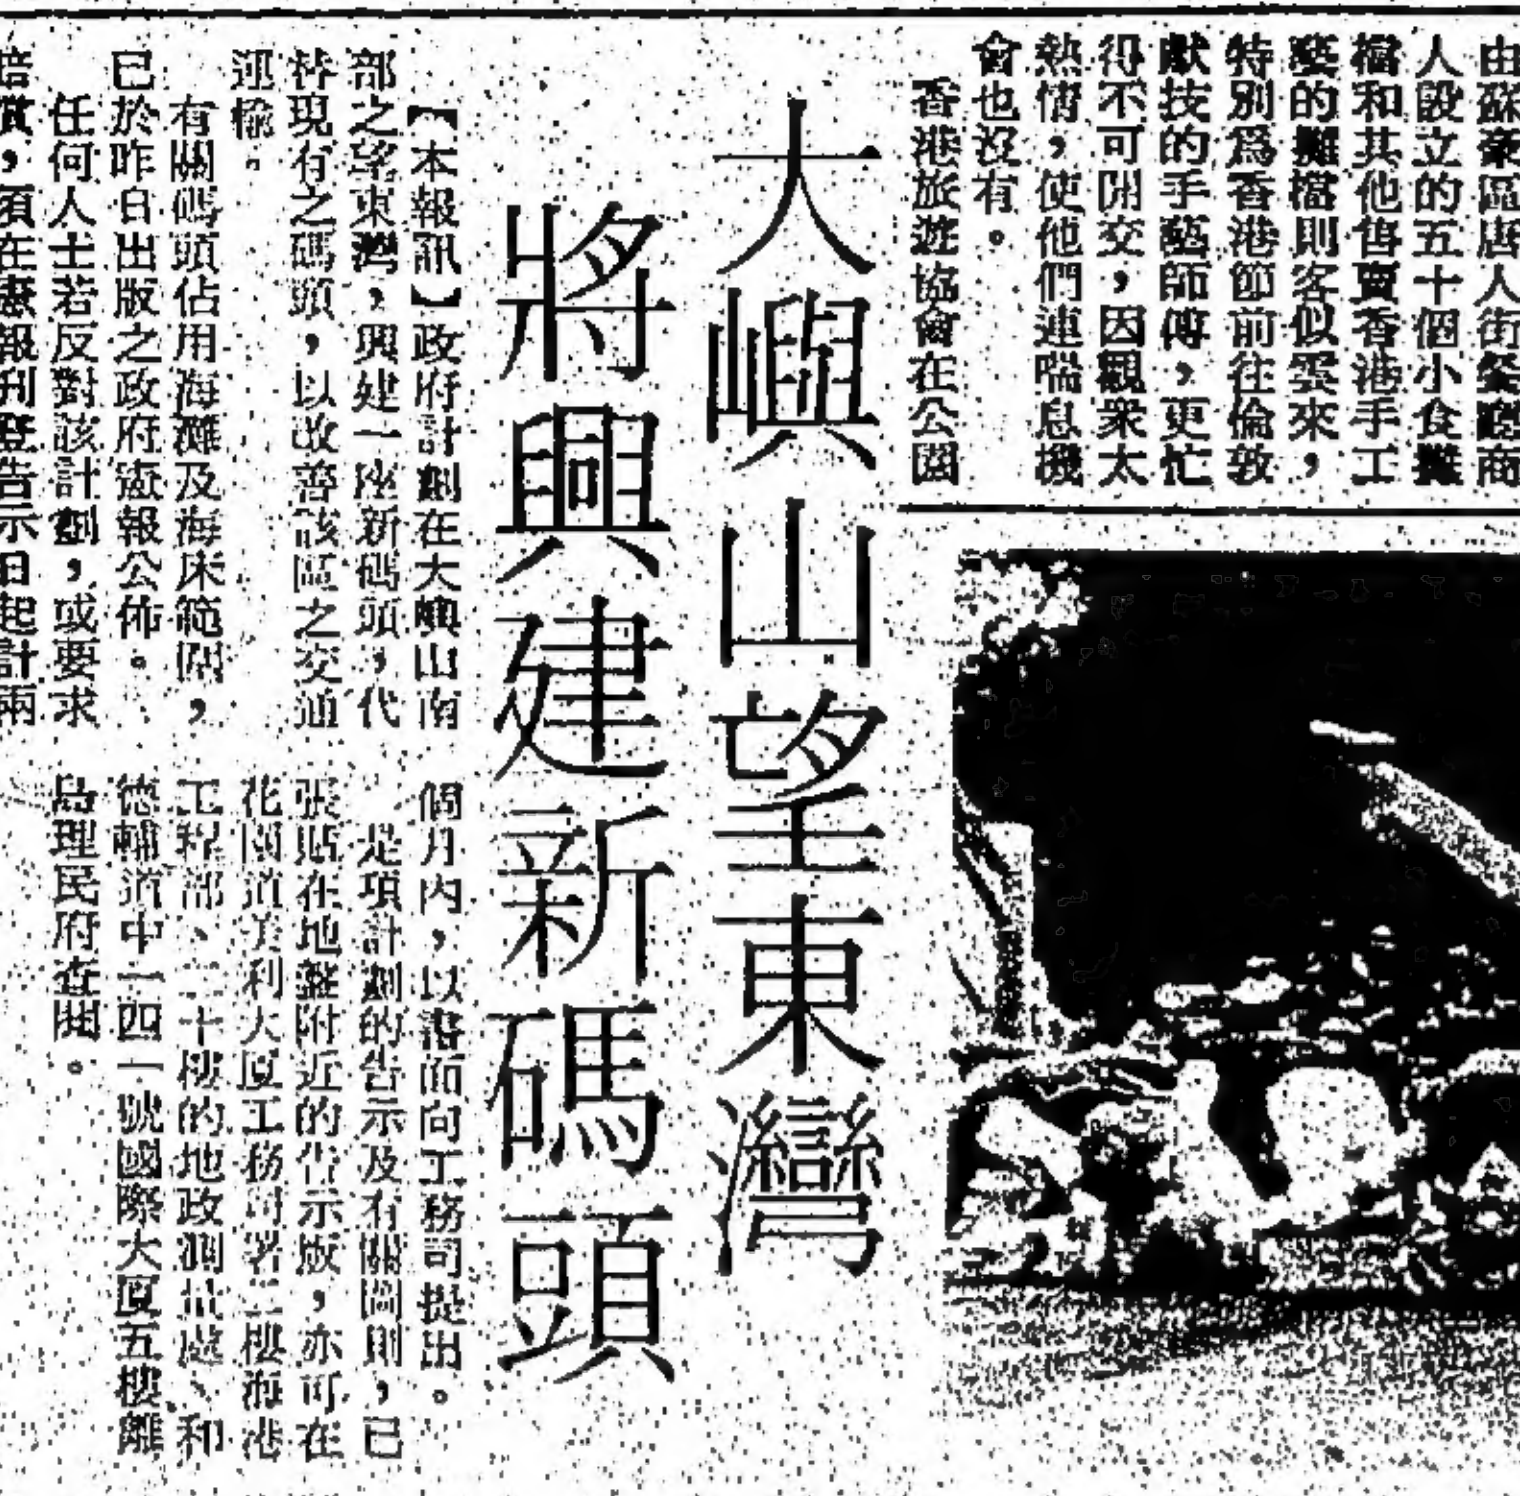 由蘇豪區唐人街餐廳商
人設立的五十個小食攤
檔和其他售賣香港手工
藝的攤檔則客似雲來，
特別爲香港節前往倫敦
献技的手藝師傅，更忙
得不可開交，因觀衆太
熱情，使他們連喘息機
會也沒有。
香港旅遊協會在公園
大嶼山望東灣
將興建新碼頭
【本報訊】政府計劃在大嶼山南
部之望東灣，興建一座新碼頭，代
替現有之碼頭，以改善該區之交通
運輸。
有關碼頭佔用海灘及海床範圍，
已於昨日出版之政府憲報公佈。
任何人士若反對該計劃，或要求
賠償，須在憲報刊登告示日起計兩
個月內，以書面向工務司提出。
是項計劃的告示及有關圖則，已
張貼在地盤附近的告示版，亦可在
花園道美利大廈工務司署二樓海港
工程部、二十樓的地政測量處、和
德輔道中一四一號國際大廈五樓離
島理民府查閱。